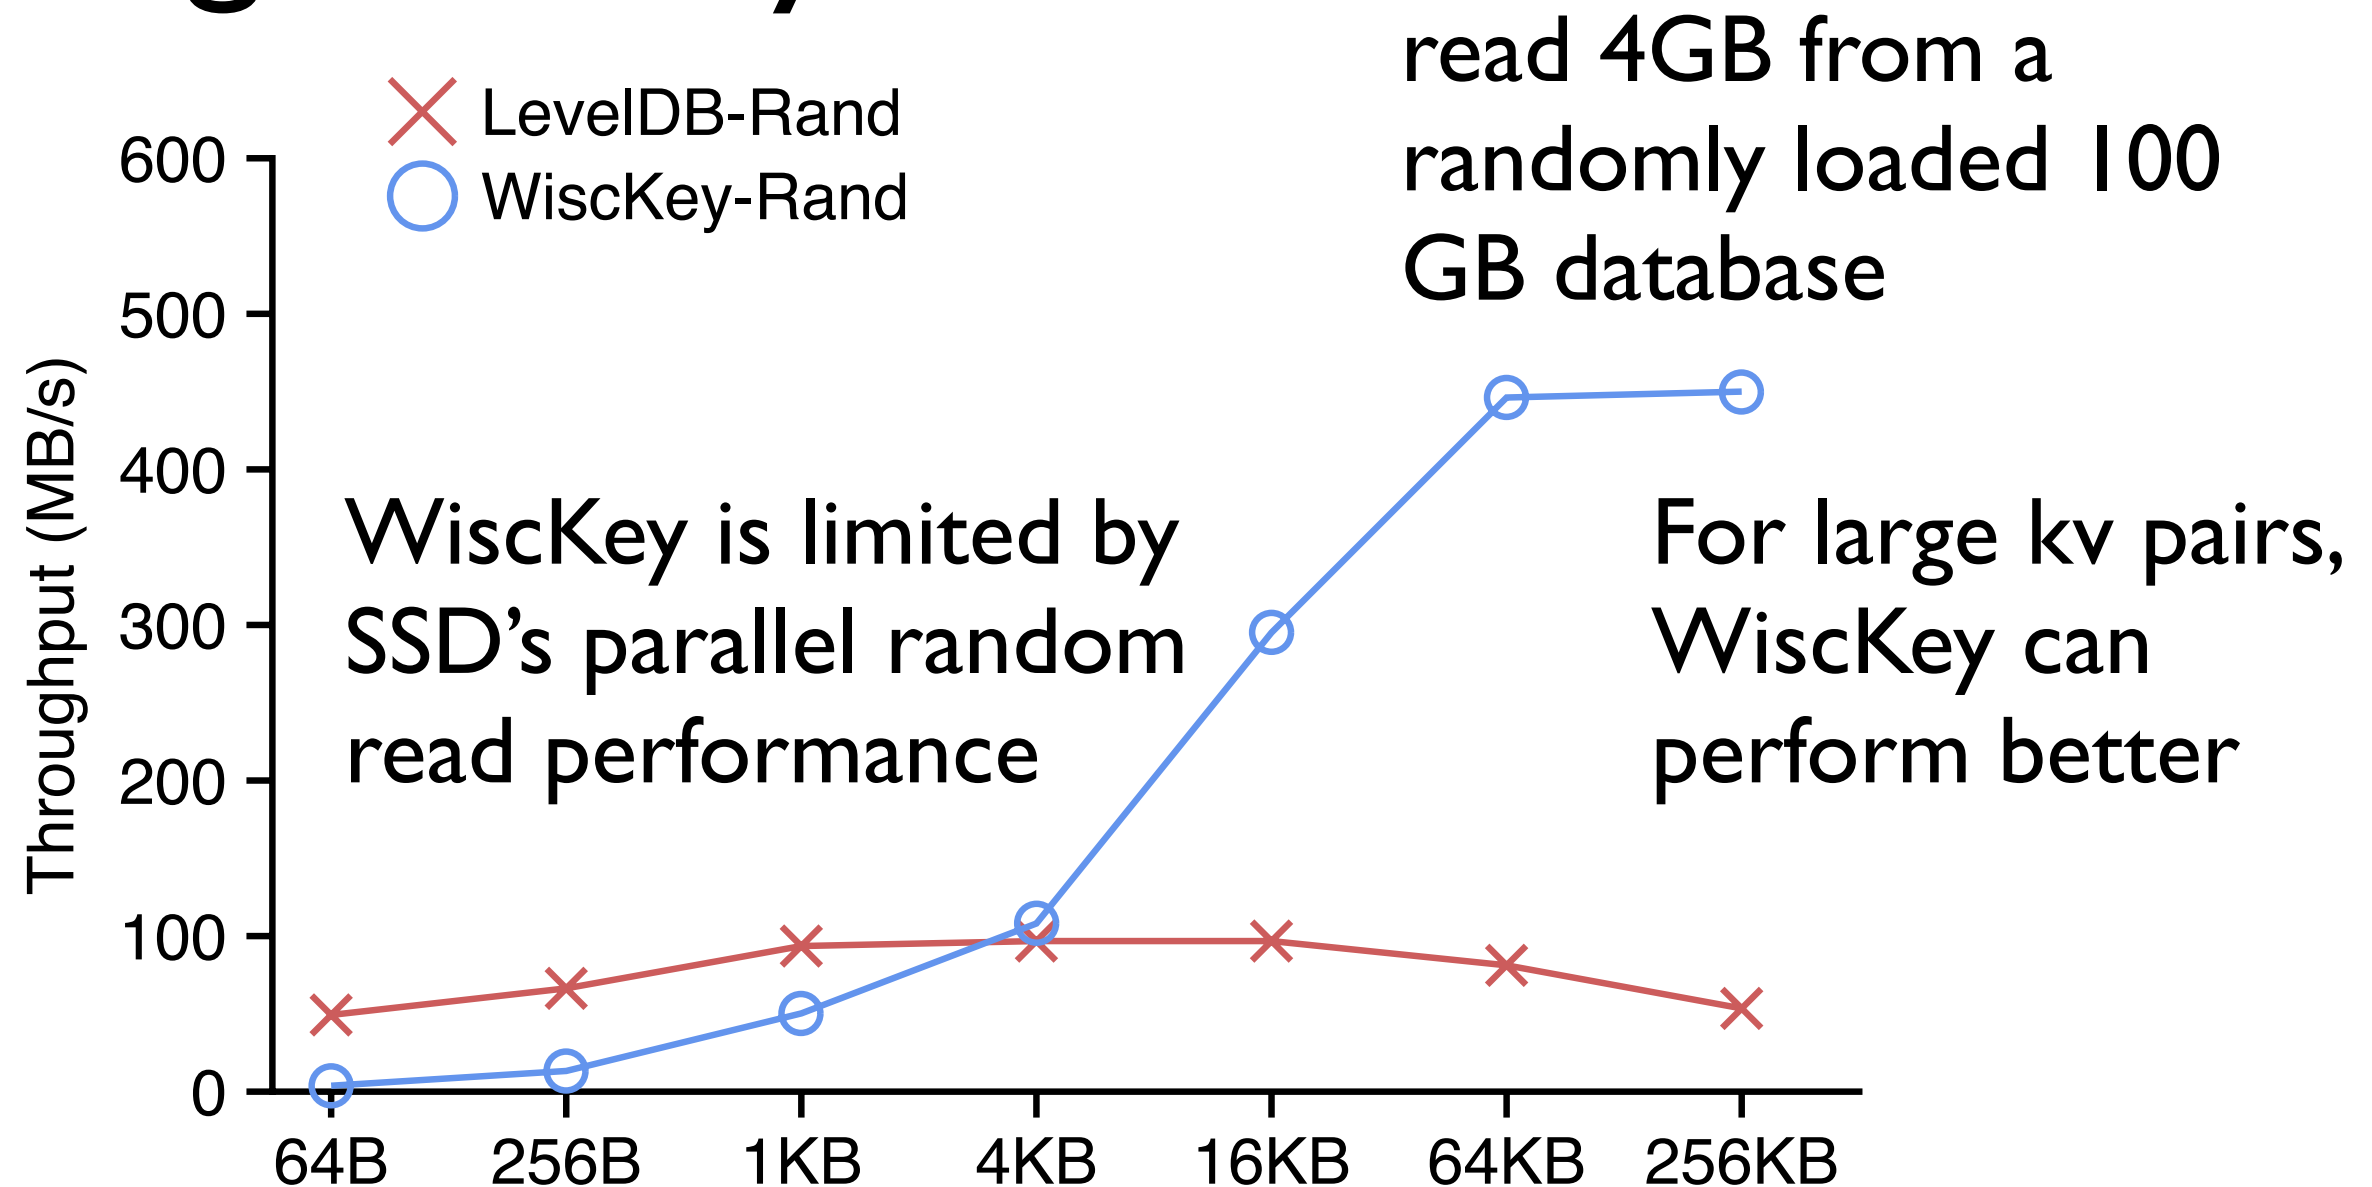 read 4GB from a
randomly loaded 100
GB database
LevelDB-Rand
WiscKey-Rand
600
500
400
300
200
100
0
Throughput (MB/s)
WiscKey is limited by
SSD’s parallel random
read performance
For large kv pairs,
WiscKey can
perform better
64B 256B 1KB 4KB 16KB 64KB 256KB